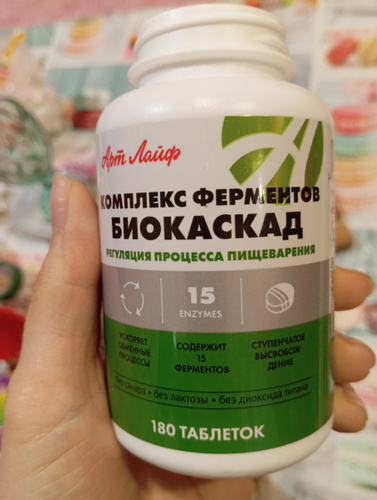 Арт Лайф
КОМПЛЕКС ФЕРМЕНТОВ
БИОКАСКАД
РЕГУЛЯЦИЯ ПРОЦЕССА ПИЩЕВАРЕНИЯ
15
ENZYMES
УСКОРЯЕТ
ОБМЕННЫЕ
ПРОЦЕССЫ
СОДЕРЖИТ
15
ФЕРМЕНТОВ
СТУПЕНЧАТОЕ
ВЫСВОБОЖ-
ДЕНИЕ
без сахара • без лактозы • без диоксида титана
180 ТАБЛЕТОК